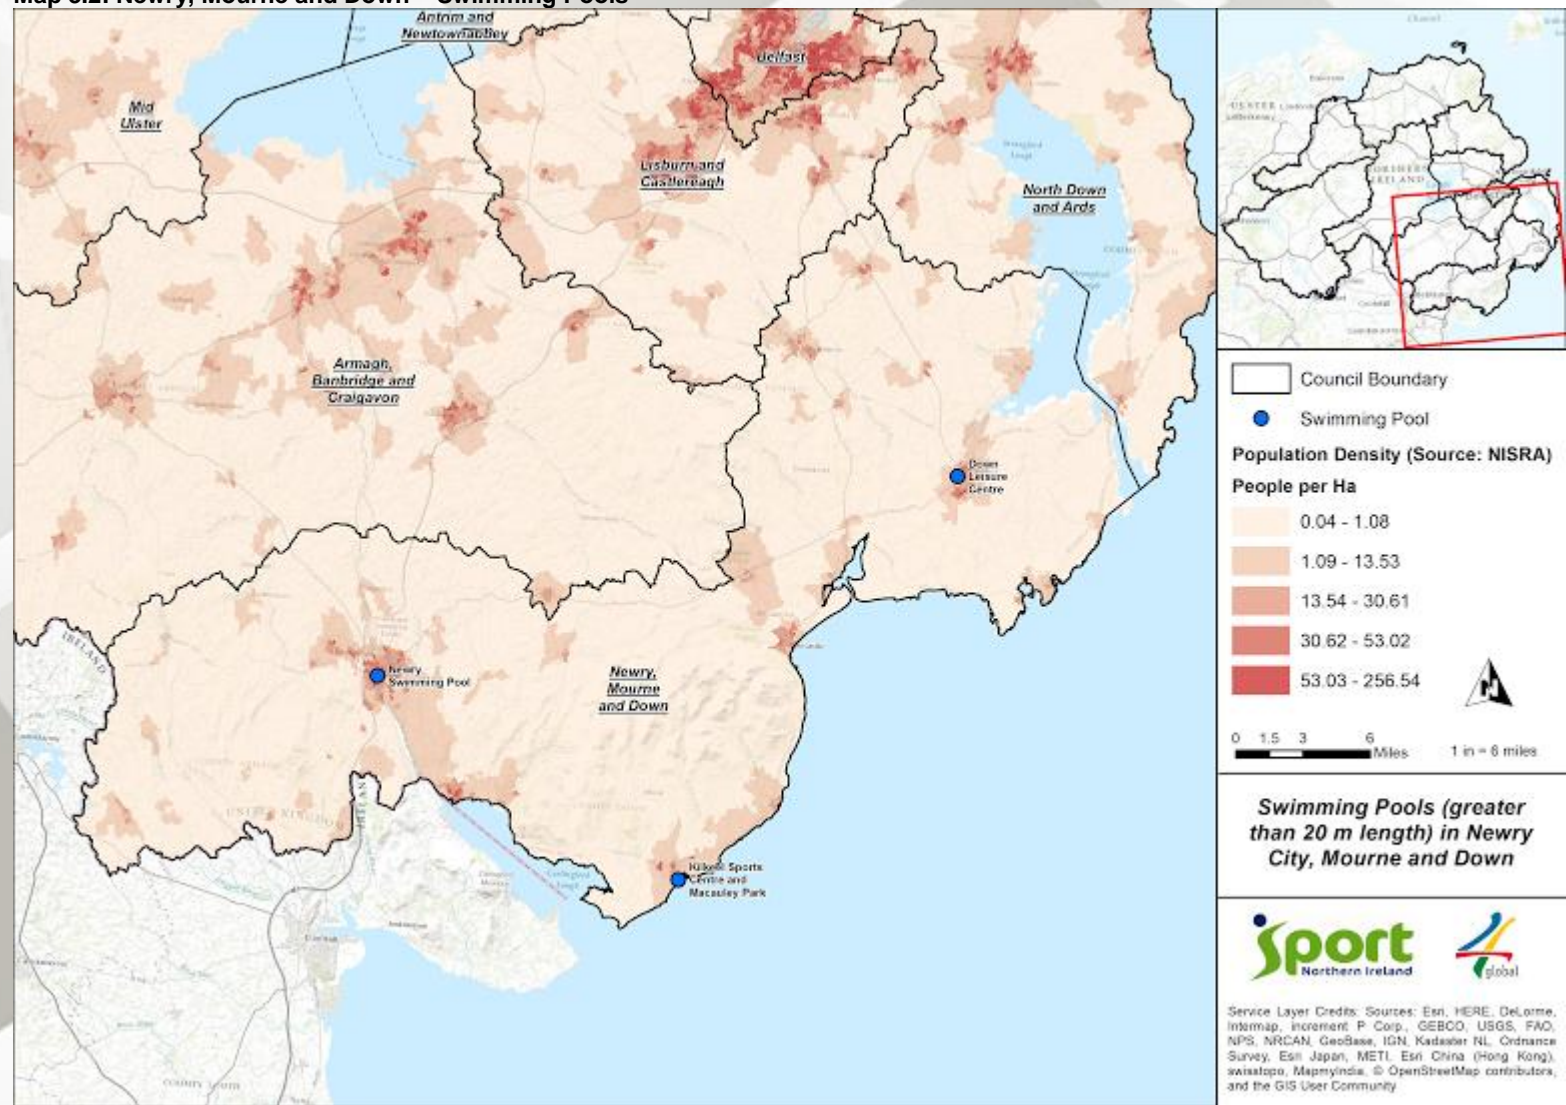 Map 3.2: Newry, Mourne and Down – Swimming Pools
Antrim and
Newtownabbey
Belfast
Mid
Ulster
Lisburn and
Castlereagh
North Down
and Ards
Armagh,
Banbridge and
Craigavon
Down
Leisure
Centre
Newry
Swimming Pool
Newry,
Mourne
and Down
Kilkeel Sports
Centre and
Macauley Park
IRELAND
UNITED KINGDOM
Council Boundary
Swimming Pool
Population Density (Source: NISRA)
People per Ha
0.04 - 1.08
1.09 - 13.53
13.54 - 30.61
30.62 - 53.02
53.03 - 256.54
N
0 1.5 3 6
Miles
1 in = 6 miles
Swimming Pools (greater
than 20 m length) in Newry
City, Mourne and Down
sport
Northern Ireland
4 global
Service Layer Credits: Sources: Esri, HERE, DeLorme,
Intermap, increment P Corp., GEBCO, USGS, FAO,
NPS, NRCAN, GeoBase, IGN, Kadaster NL, Ordnance
Survey, Esri Japan, METI, Esri China (Hong Kong),
swisstopo, MapmyIndia, © OpenStreetMap contributors,
and the GIS User Community